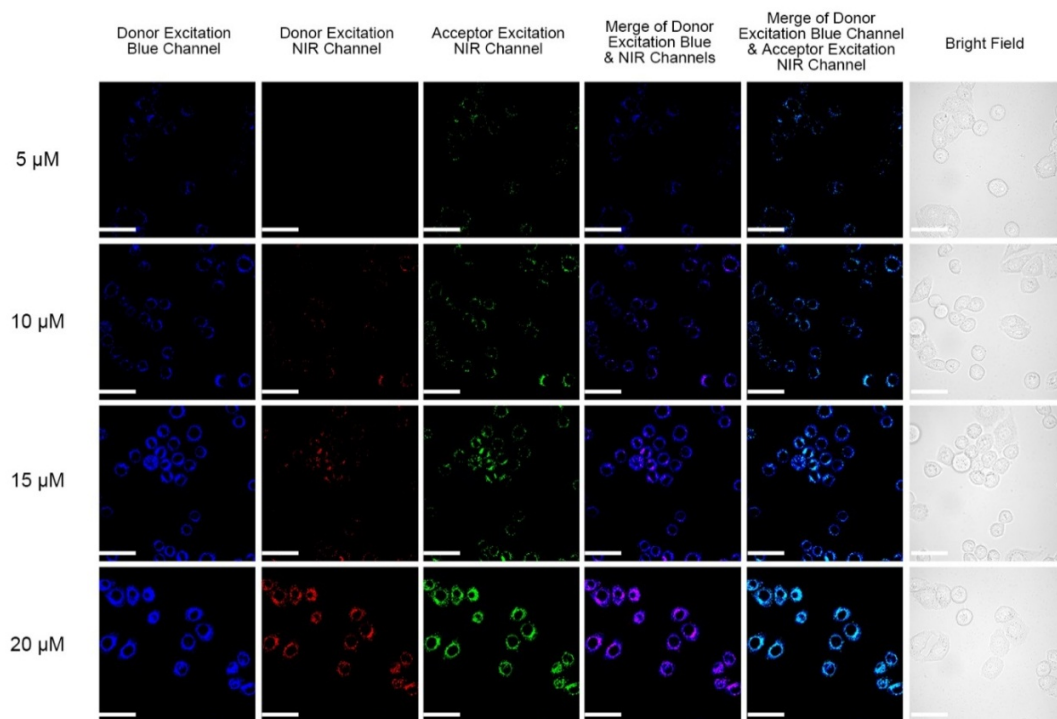 Donor Excitation
Blue Channel
Donor Excitation
NIR Channel
Acceptor Excitation
NIR Channel
Merge of Donor
Excitation Blue
& NIR Channels
Merge of Donor
Excitation Blue Channel
& Acceptor Excitation
NIR Channel
Bright Field
5 µM
10 µM
15 µM
20 µM